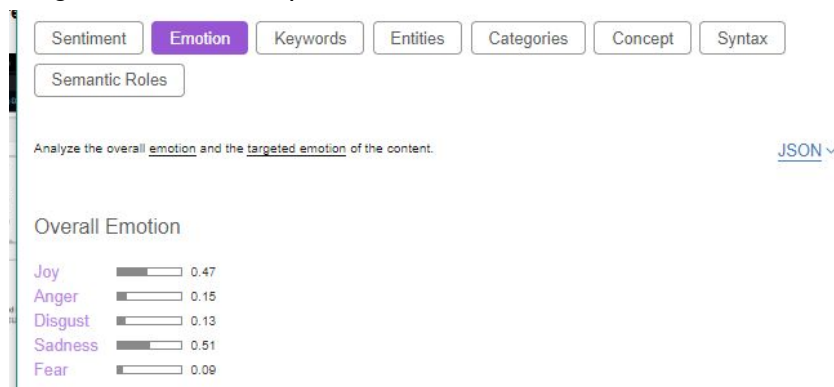 Sentiment Emotion Keywords Entities Categories Concept Syntax
Semantic Roles
Analyze the overall emotion and the targeted emotion of the content.
JSON
Overall Emotion
Joy 0.47
Anger 0.15
Disgust 0.13
Sadness 0.51
Fear 0.09